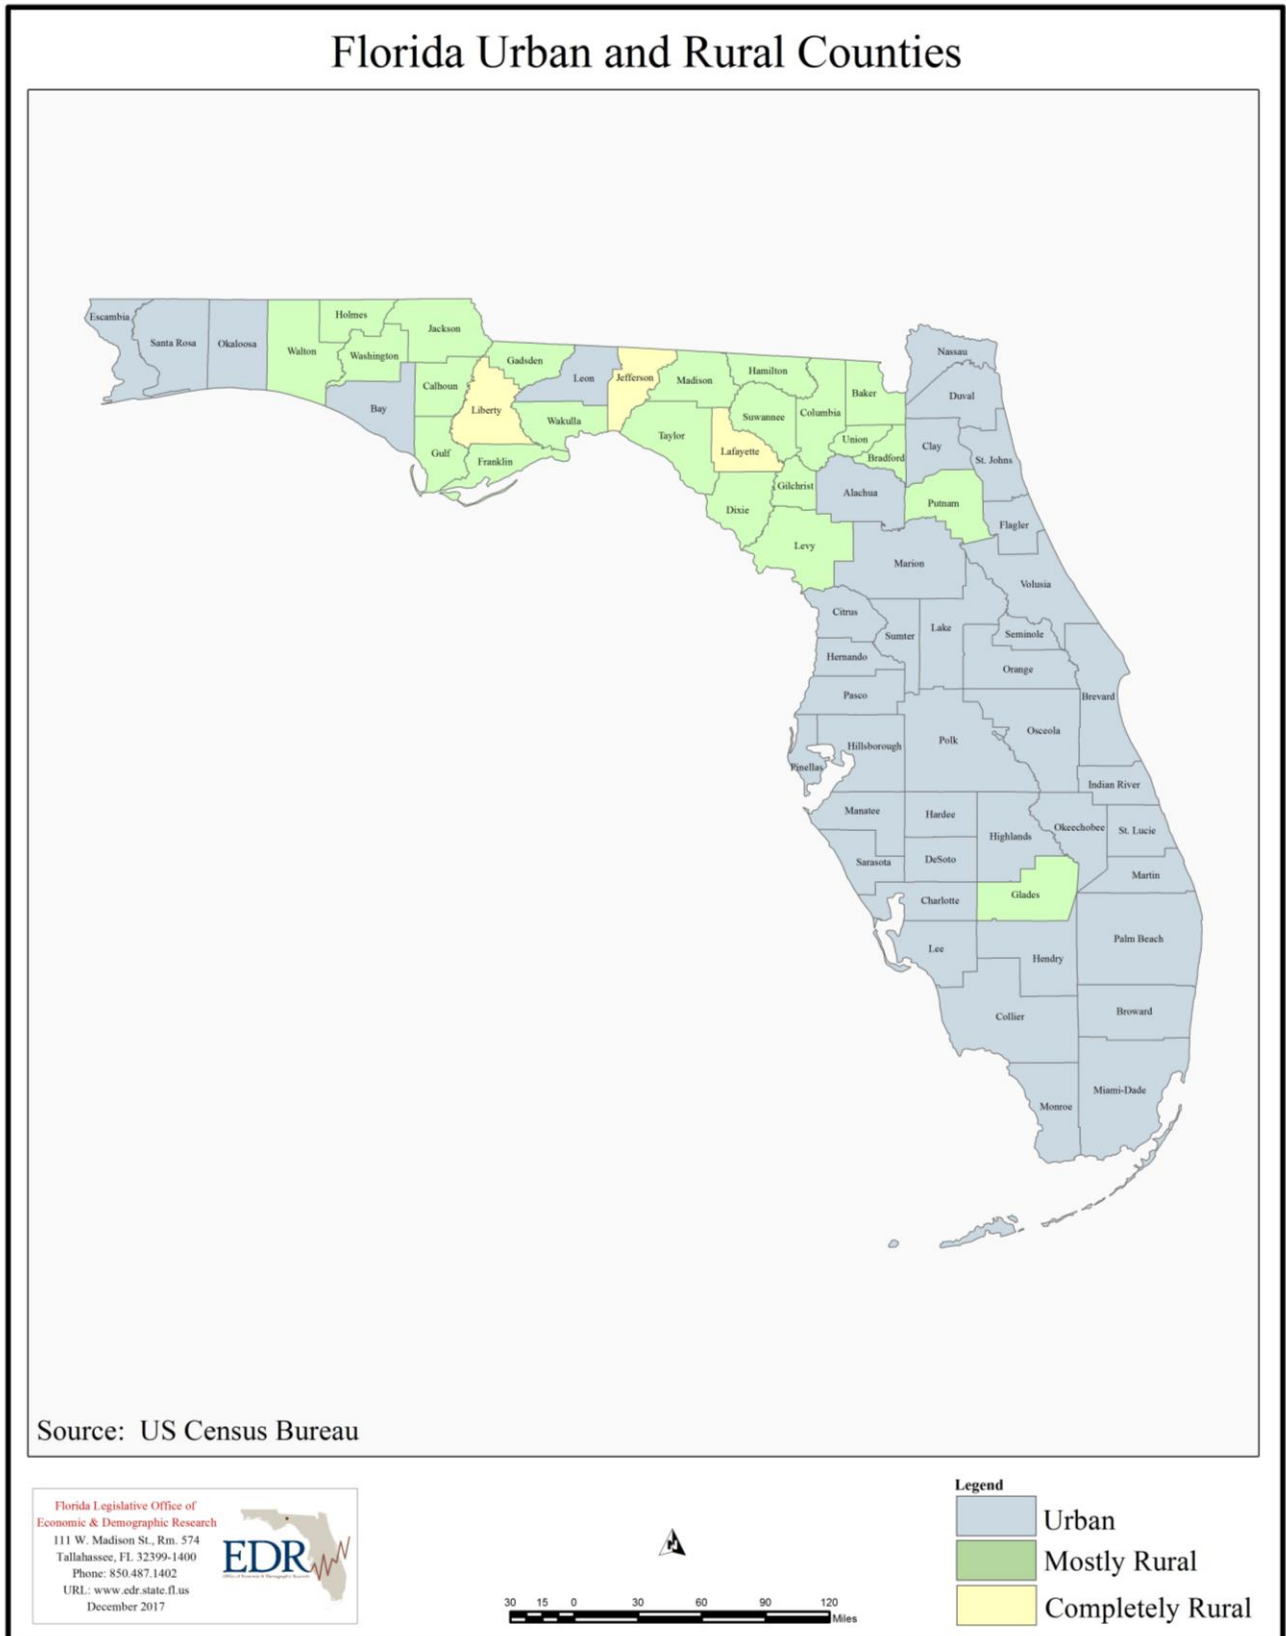 Florida Urban and Rural Counties
Escambia
Santa Rosa
Okaloosa
Walton
Holmes
Washington
Jackson
Bay
Calhoun
Gulf
Liberty
Franklin
Gadsden
Leon
Wakulla
Jefferson
Madison
Taylor
Hamilton
Suwannee
Lafayette
Columbia
Baker
Union
Bradford
Gilchrist
Dixie
Levy
Alachua
Nassau
Duval
Clay
St. Johns
Putnam
Flagler
Marion
Volusia
Citrus
Sumter
Lake
Seminole
Hernando
Orange
Pasco
Brevard
Osceola
Polk
Hillsborough
Pinellas
Indian River
Manatee
Hardee
Highlands
Okeechobee
St. Lucie
Sarasota
DeSoto
Martin
Charlotte
Glades
Lee
Hendry
Palm Beach
Collier
Broward
Miami-Dade
Monroe
Source: US Census Bureau
Florida Legislative Office of
Economic & Demographic Research
111 W. Madison St., Rm. 574
Tallahassee, FL 32399-1400
Phone: 850.487.1402
URL: www.edr.state.fl.us
December 2017
EDR
Office of Economic & Demographic Research
30 15 0 30 60 90 120
Miles
Legend
Urban
Mostly Rural
Completely Rural